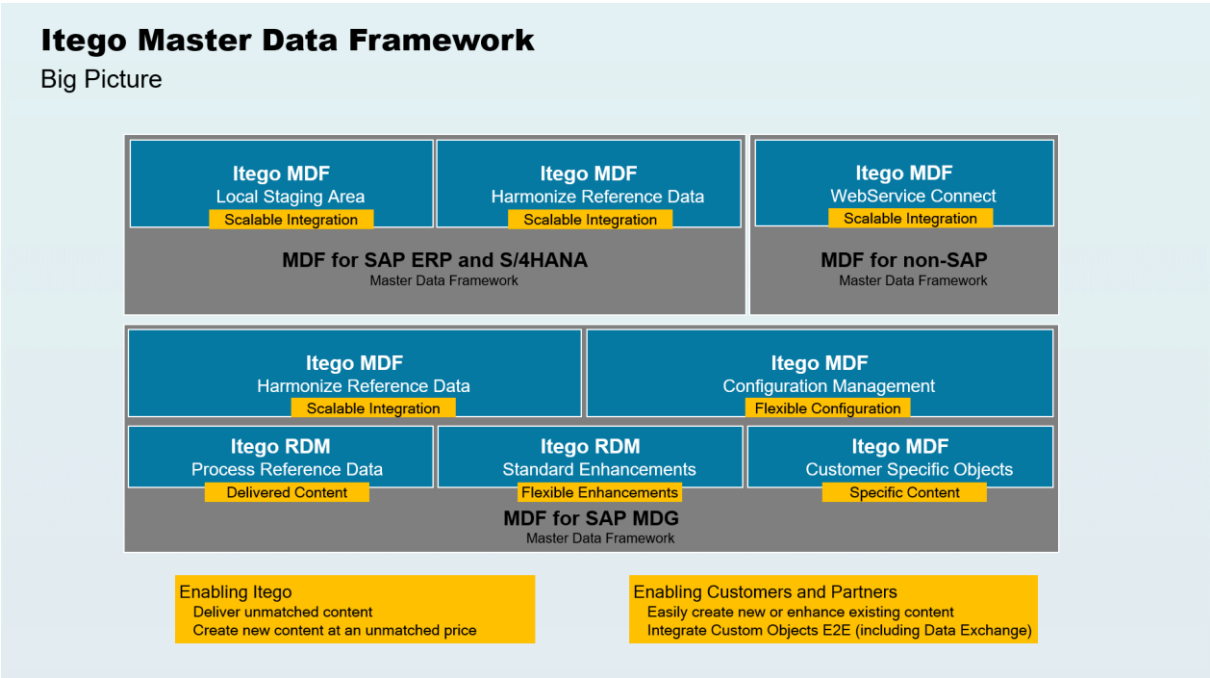 Itego Master Data Framework
Big Picture
Itego MDF
Local Staging Area
Scalable Integration
Itego MDF
Harmonize Reference Data
Scalable Integration
MDF for SAP ERP and S/4HANA
Master Data Framework
Itego MDF
WebService Connect
Scalable Integration
MDF for non-SAP
Master Data Framework
Itego MDF
Harmonize Reference Data
Scalable Integration
Itego MDF
Configuration Management
Flexible Configuration
Itego RDM
Process Reference Data
Delivered Content
Itego RDM
Standard Enhancements
Flexible Enhancements
Itego MDF
Customer Specific Objects
Specific Content
MDF for SAP MDG
Master Data Framework
Enabling Itego
Deliver unmatched content
Create new content at an unmatched price
Enabling Customers and Partners
Easily create new or enhance existing content
Integrate Custom Objects E2E (including Data Exchange)